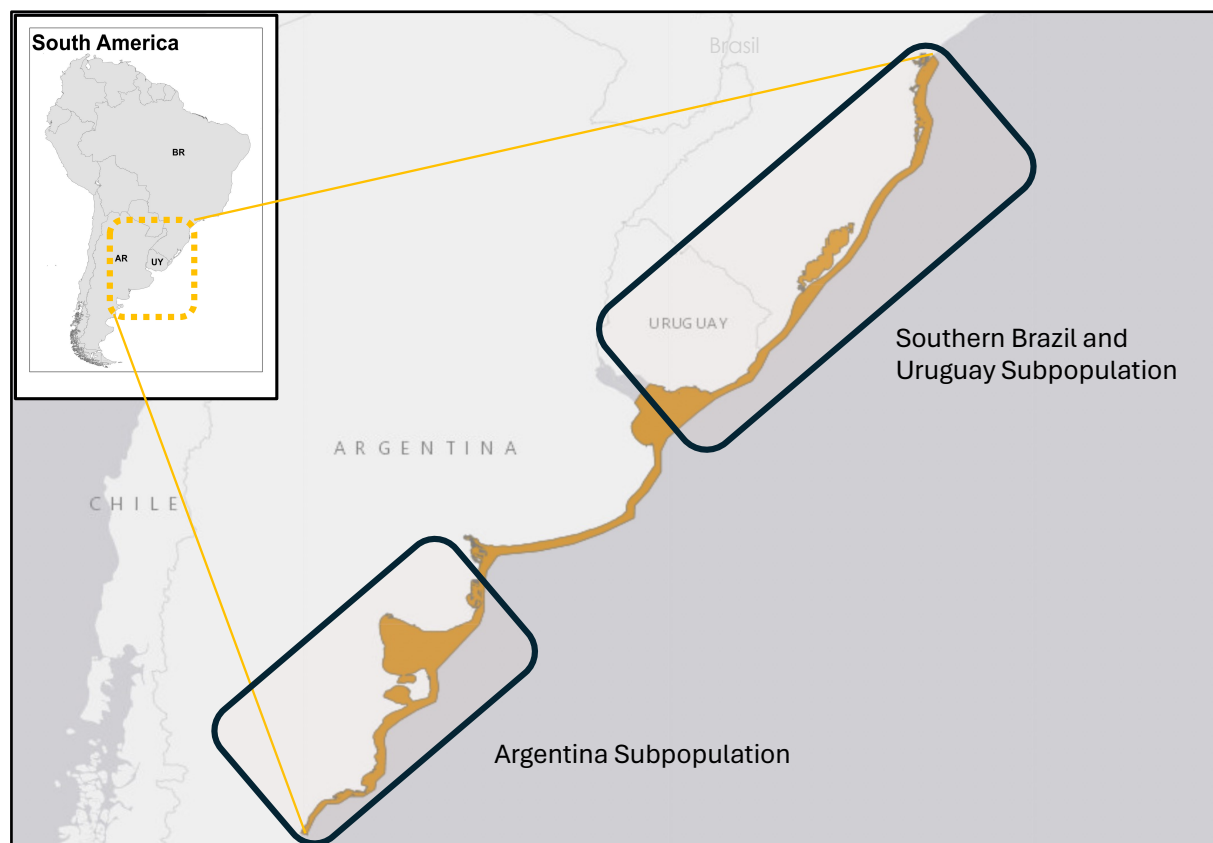 South America
BR
AR
UY
Brasil
URUGUAY
Southern Brazil and
Uruguay Subpopulation
ARGENTINA
CHILE
Argentina Subpopulation